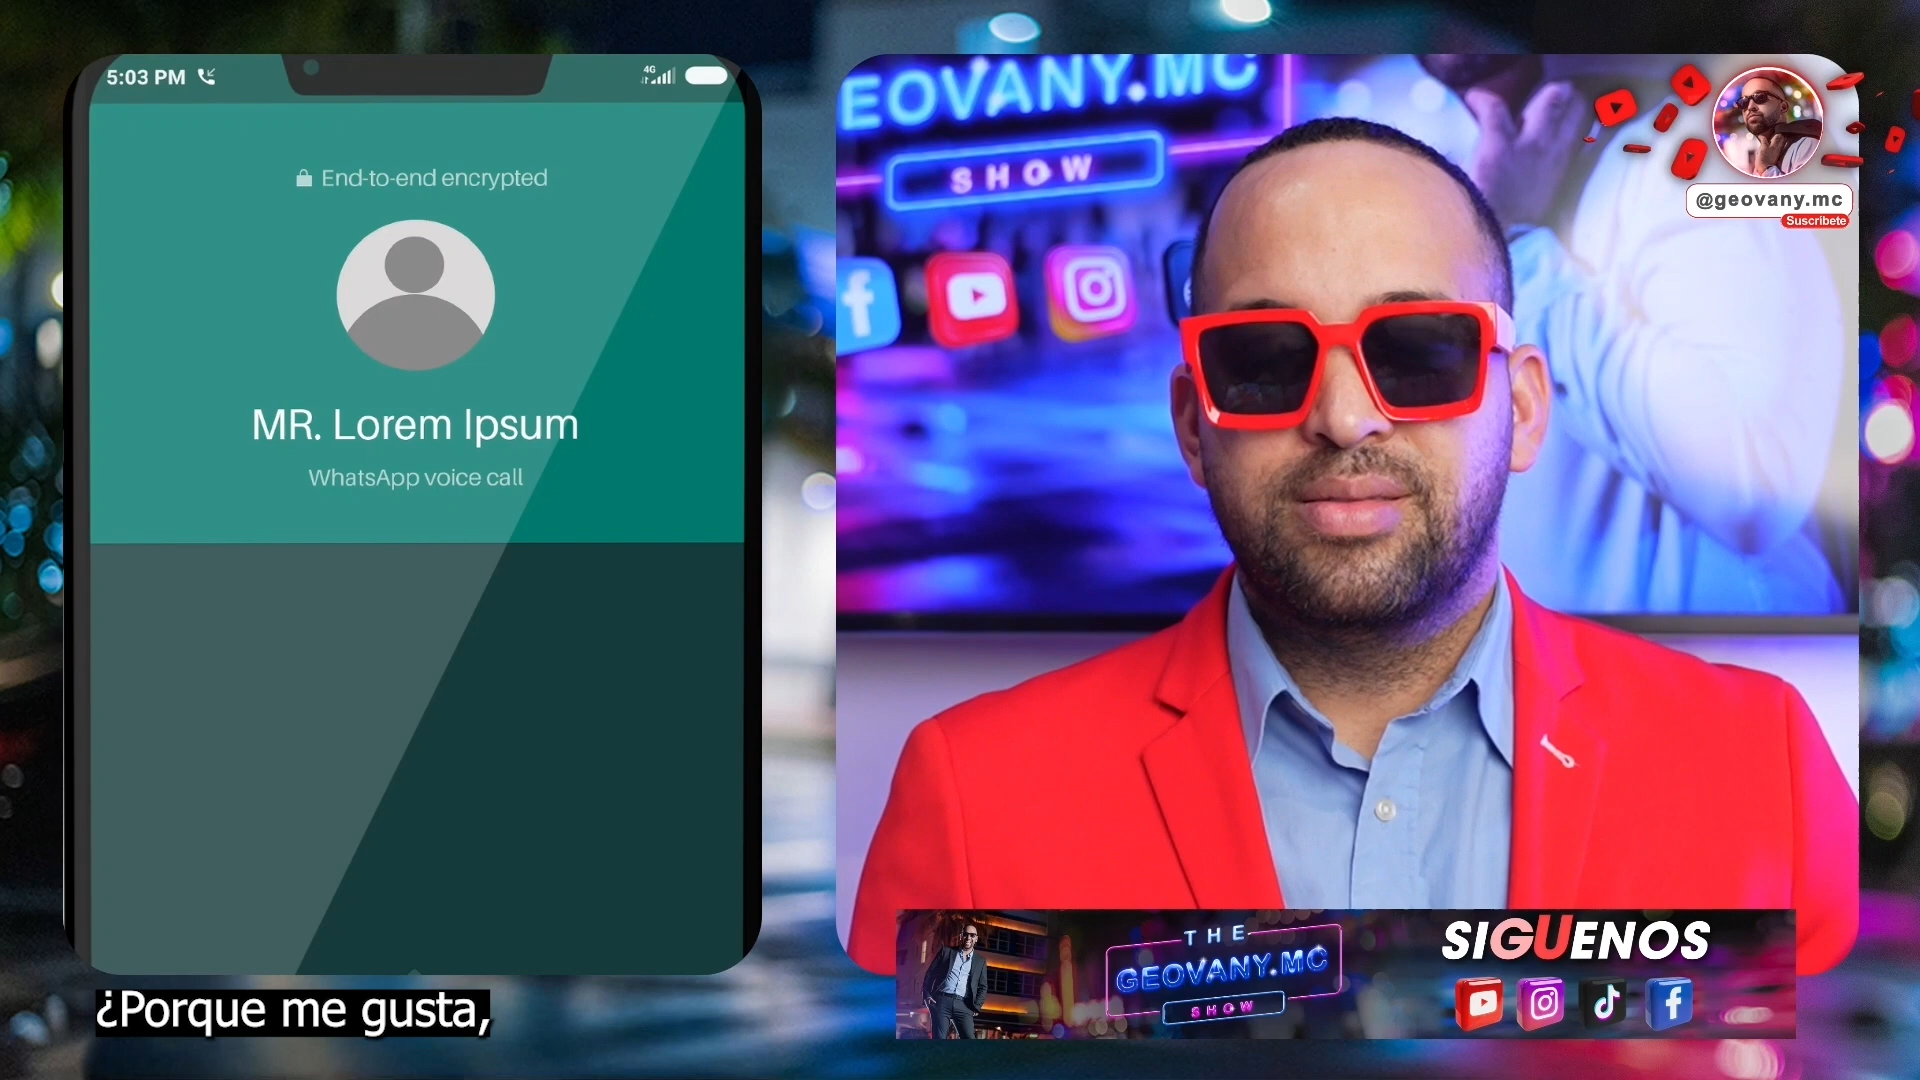 5:03 PM
4G
End-to-end encrypted
MR. Lorem Ipsum
WhatsApp voice call
¿Porque me gusta,
EOVANY.MC
SHOW
@geovany.mc
Suscribete
THE
GEOVANY.MC
SHOW
SIGUENOS